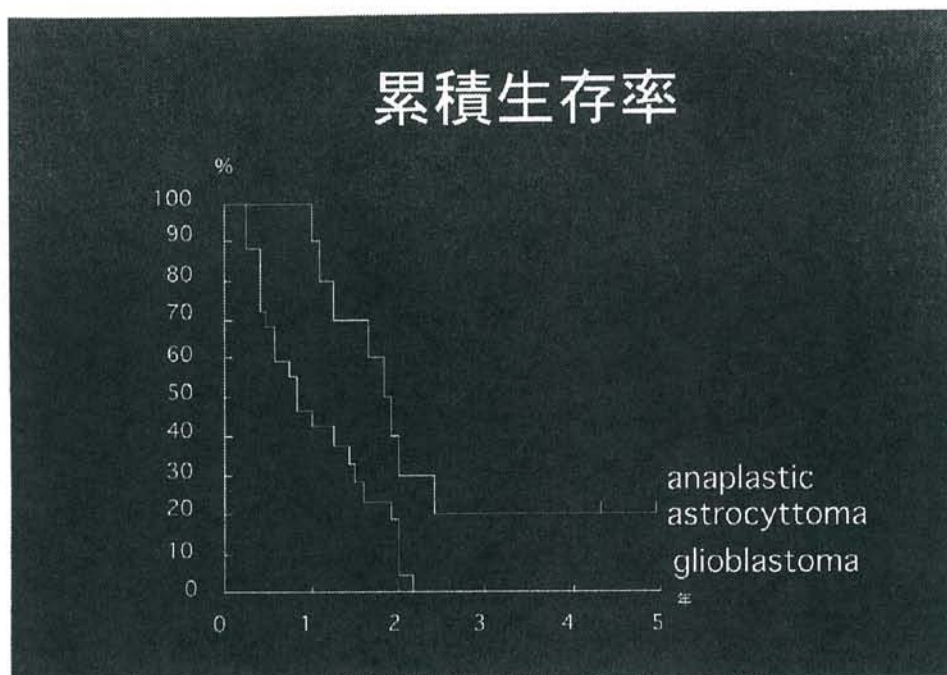 累積生存率
%
100
90
80
70
60
50
40
30
20
10
0
anaplastic
astrocyttoma
glioblastoma
0 1 2 3 4 5 年